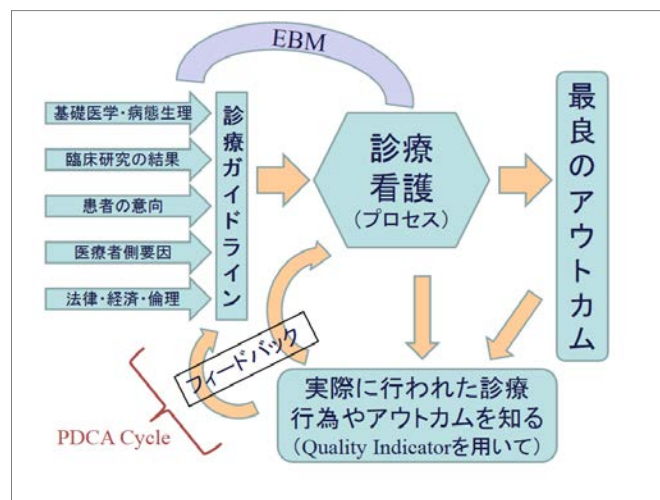 EBM
基礎医学・病態生理
臨床研究の結果
患者の意向
医療者側要因
法律・経済・倫理
診療ガイドライン
診療
看護
(プロセス)
最良のアウトカム
フィードバック
PDCA Cycle
実際に行われた診療
行為やアウトカムを知る
(Quality Indicatorを用いて)